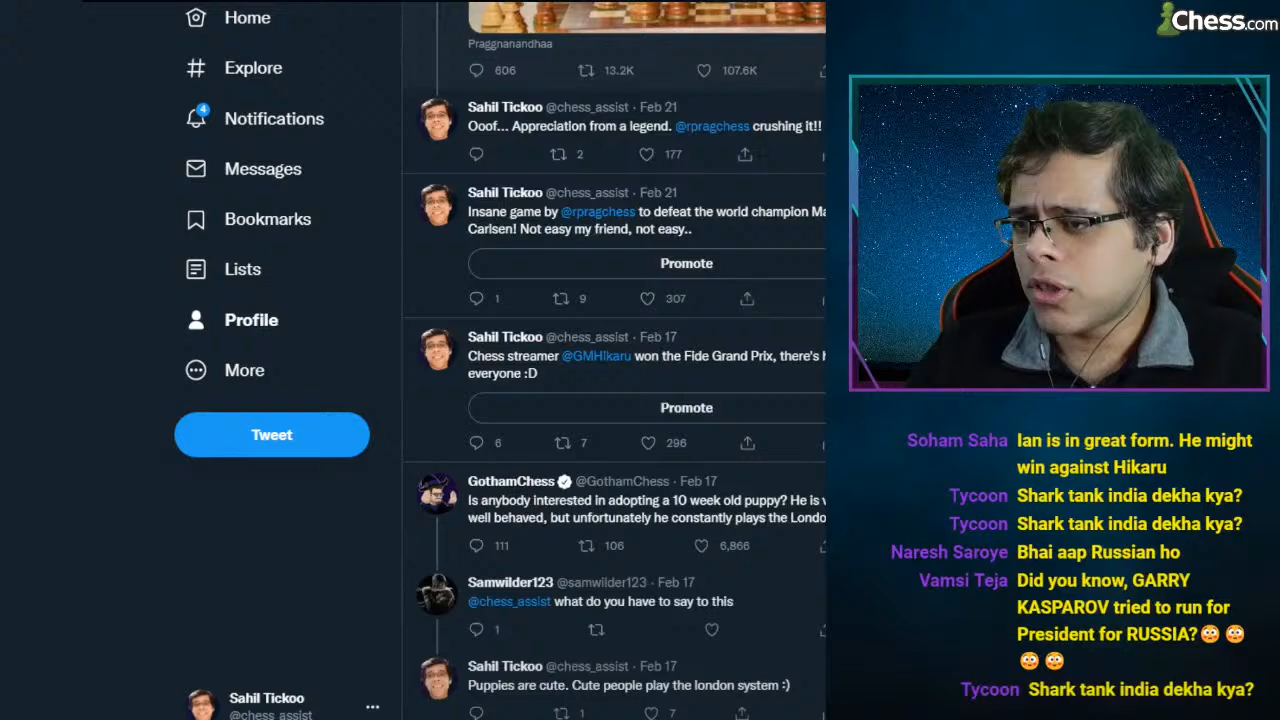 Home
Explore
4
Notifications
Messages
Bookmarks
Lists
Profile
More
Tweet
Sahil Tickoo
@chess_assist
Praggnanandhaa
606 13.2K 107.6K
Sahil Tickoo @chess_assist · Feb 21
Ooof... Appreciation from a legend. @rpragchess crushing it!!
2 177
Sahil Tickoo @chess_assist · Feb 21
Insane game by @rpragchess to defeat the world champion Ma
Carlsen! Not easy my friend, not easy..
Promote
1 9 307
Sahil Tickoo @chess_assist · Feb 17
Chess streamer @GMHIkaru won the Fide Grand Prix, there's h
everyone :D
Promote
6 7 296
GothamChess @GothamChess · Feb 17
Is anybody interested in adopting a 10 week old puppy? He is v
well behaved, but unfortunately he constantly plays the Londo
111 106 6,866
Samwilder123 @samwilder123 · Feb 17
@chess_assist what do you have to say to this
1
Sahil Tickoo @chess_assist · Feb 17
Puppies are cute. Cute people play the london system :)
1 7
Chess.com
Soham Saha Ian is in great form. He might
win against Hikaru
Tycoon Shark tank india dekha kya?
Tycoon Shark tank india dekha kya?
Naresh Saroye Bhai aap Russian ho
Vamsi Teja Did you know, GARRY
KASPAROV tried to run for
President for RUSSIA?😳 😳
😳 😳
Tycoon Shark tank india dekha kya?